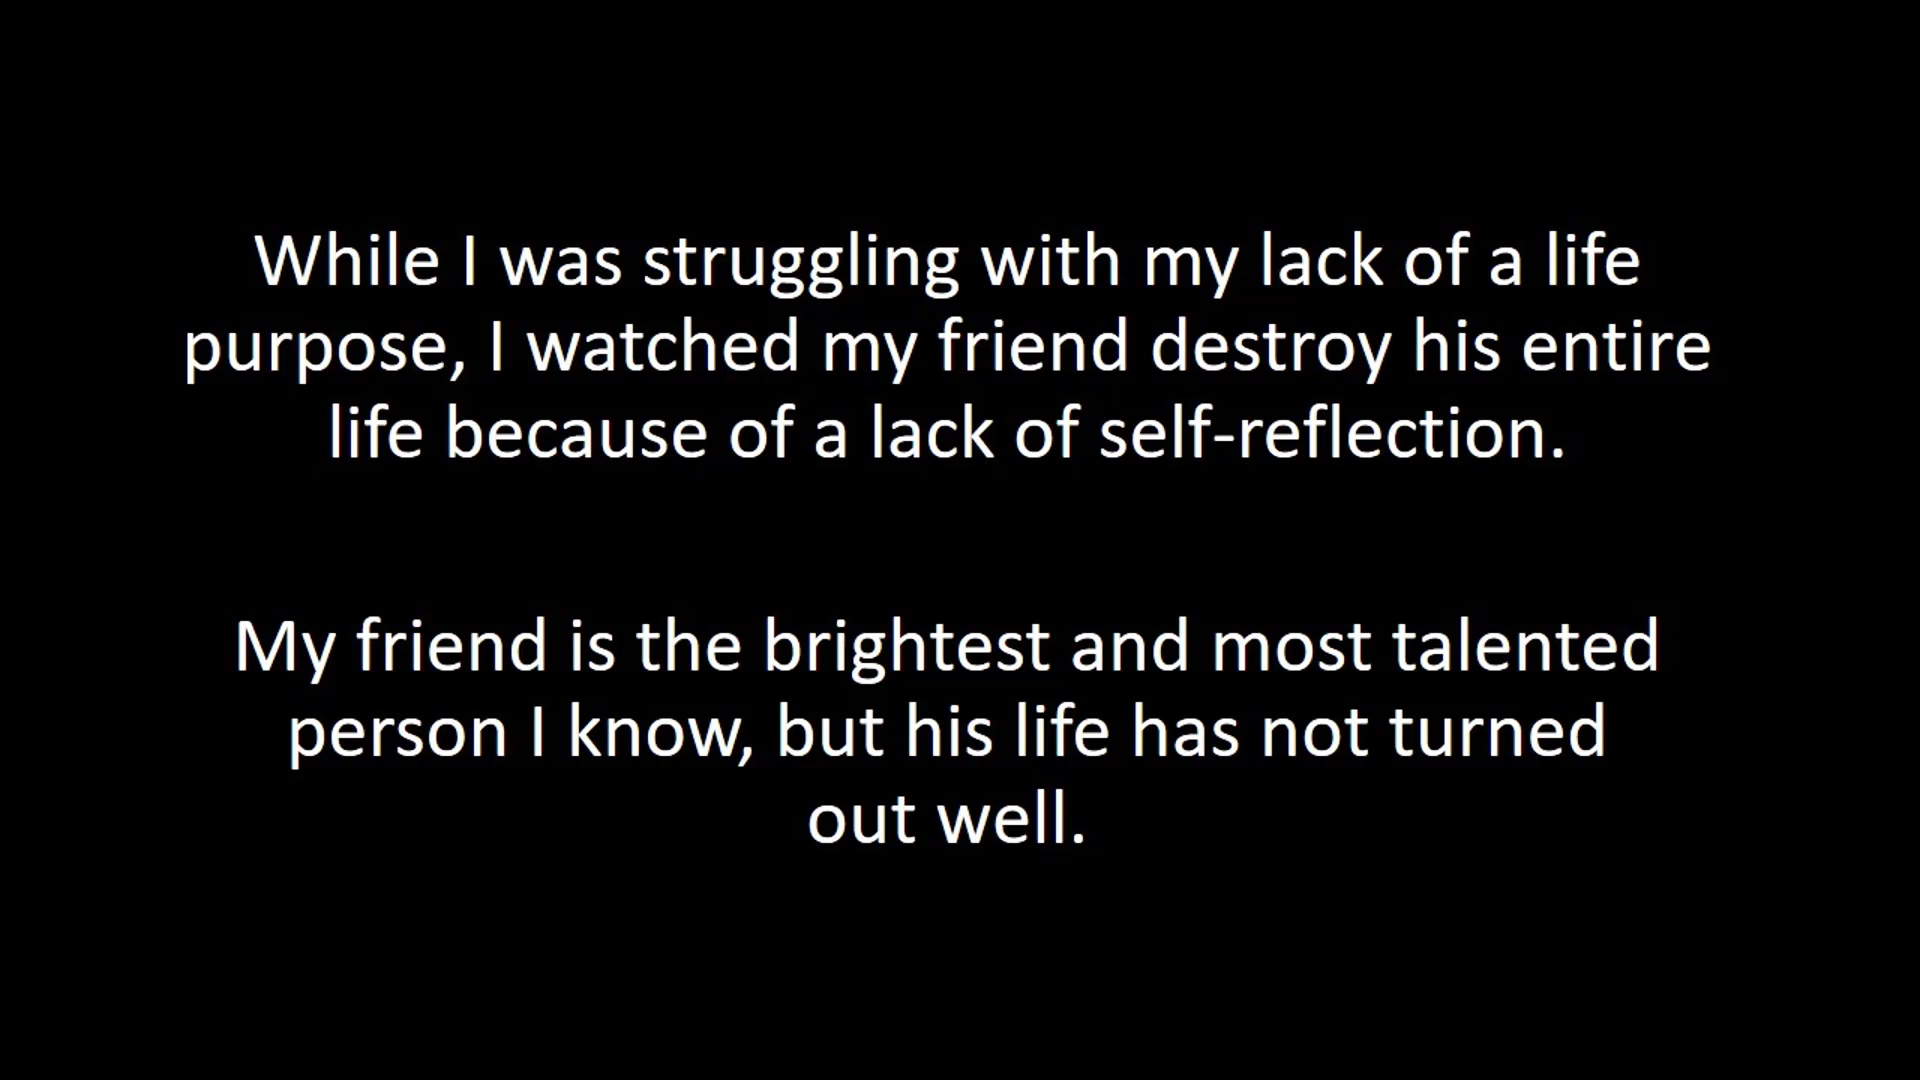 While I was struggling with my lack of a life
purpose, I watched my friend destroy his entire
life because of a lack of self-reflection.
My friend is the brightest and most talented
person I know, but his life has not turned
out well.